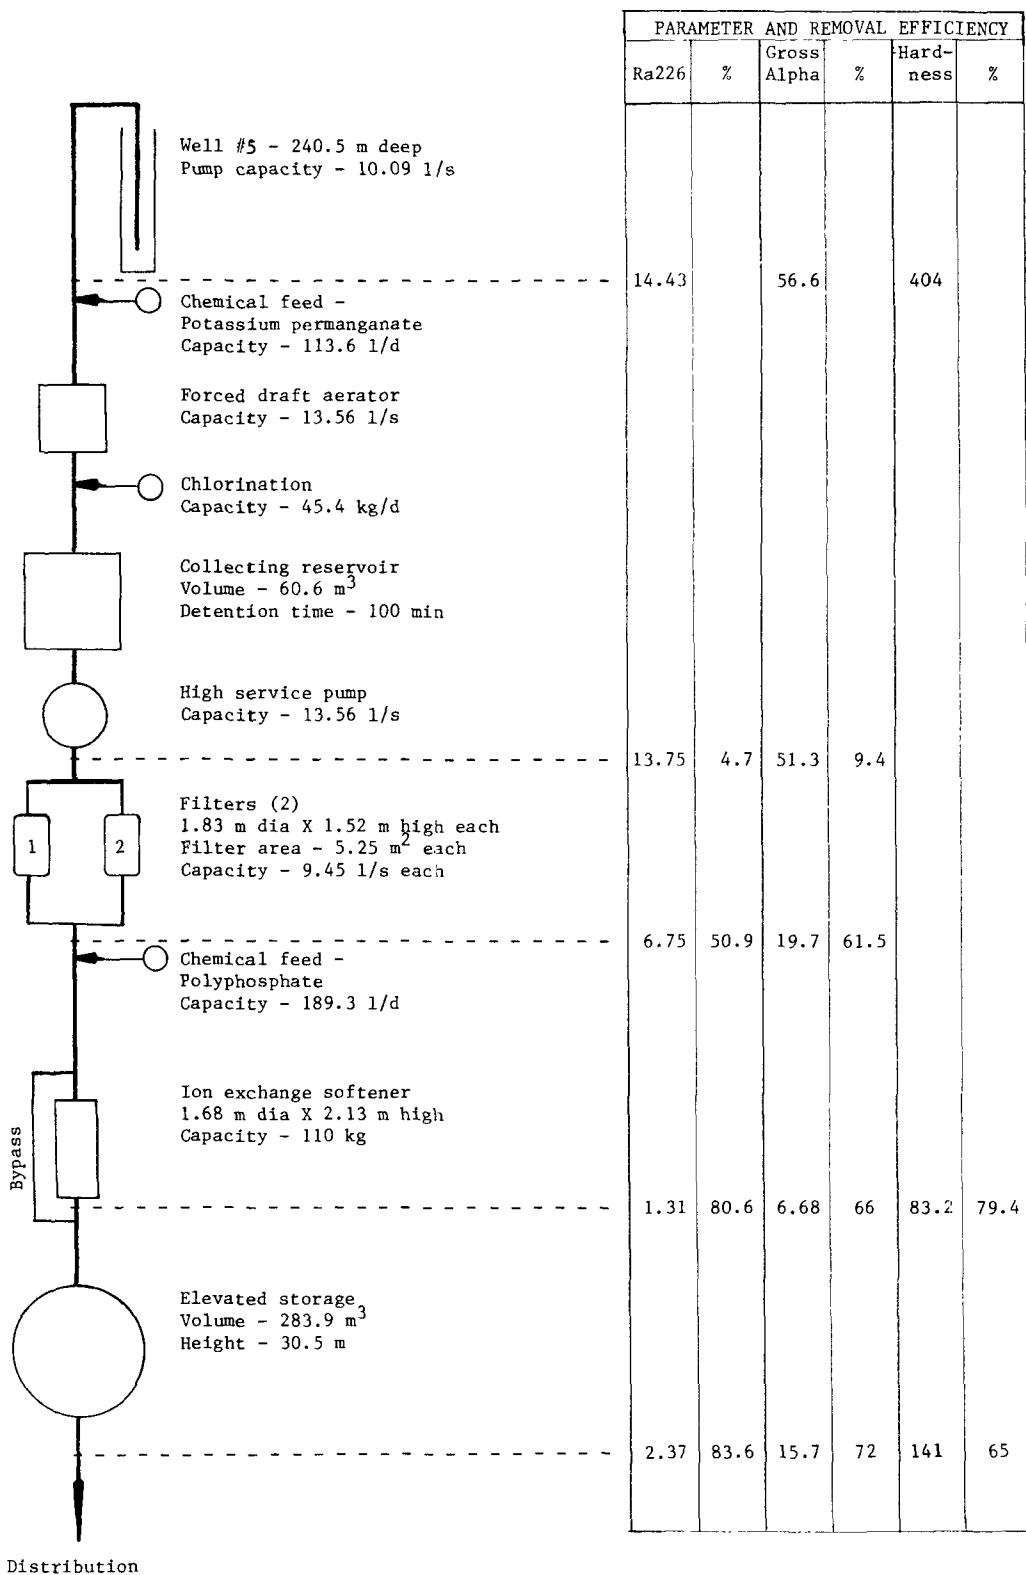 PARAMETER AND REMOVAL EFFICIENCY
Ra226 % Gross Alpha % Hard-ness %
Well #5 - 240.5 m deep
Pump capacity - 10.09 l/s
14.43 56.6 404
Chemical feed -
Potassium permanganate
Capacity - 113.6 l/d
Forced draft aerator
Capacity - 13.56 l/s
Chlorination
Capacity - 45.4 kg/d
Collecting reservoir
Volume - 60.6 m³
Detention time - 100 min
High service pump
Capacity - 13.56 l/s
13.75 4.7 51.3 9.4
Filters (2)
1.83 m dia X 1.52 m high each
Filter area - 5.25 m² each
Capacity - 9.45 l/s each
1 2
6.75 50.9 19.7 61.5
Chemical feed -
Polyphosphate
Capacity - 189.3 l/d
Ion exchange softener
1.68 m dia X 2.13 m high
Capacity - 110 kg
Bypass
1.31 80.6 6.68 66 83.2 79.4
Elevated storage
Volume - 283.9 m³
Height - 30.5 m
2.37 83.6 15.7 72 141 65
Distribution